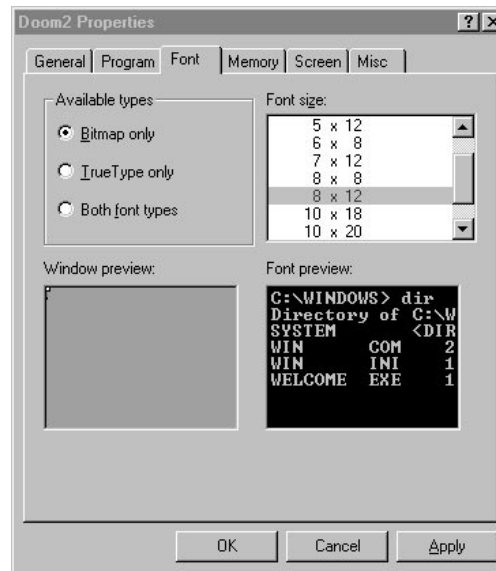 Doom2 Properties
General Program Font Memory Screen Misc
Available types
Bitmap only
TrueType only
Both font types
Font size:
5 x 12
6 x 8
7 x 12
8 x 8
8 x 12
10 x 18
10 x 20
Window preview:
Font preview:
C:\WINDOWS> dir
Directory of C:\W
SYSTEM <DIR
WIN COM 2
WIN INI 1
WELCOME EXE 1
OK Cancel Apply